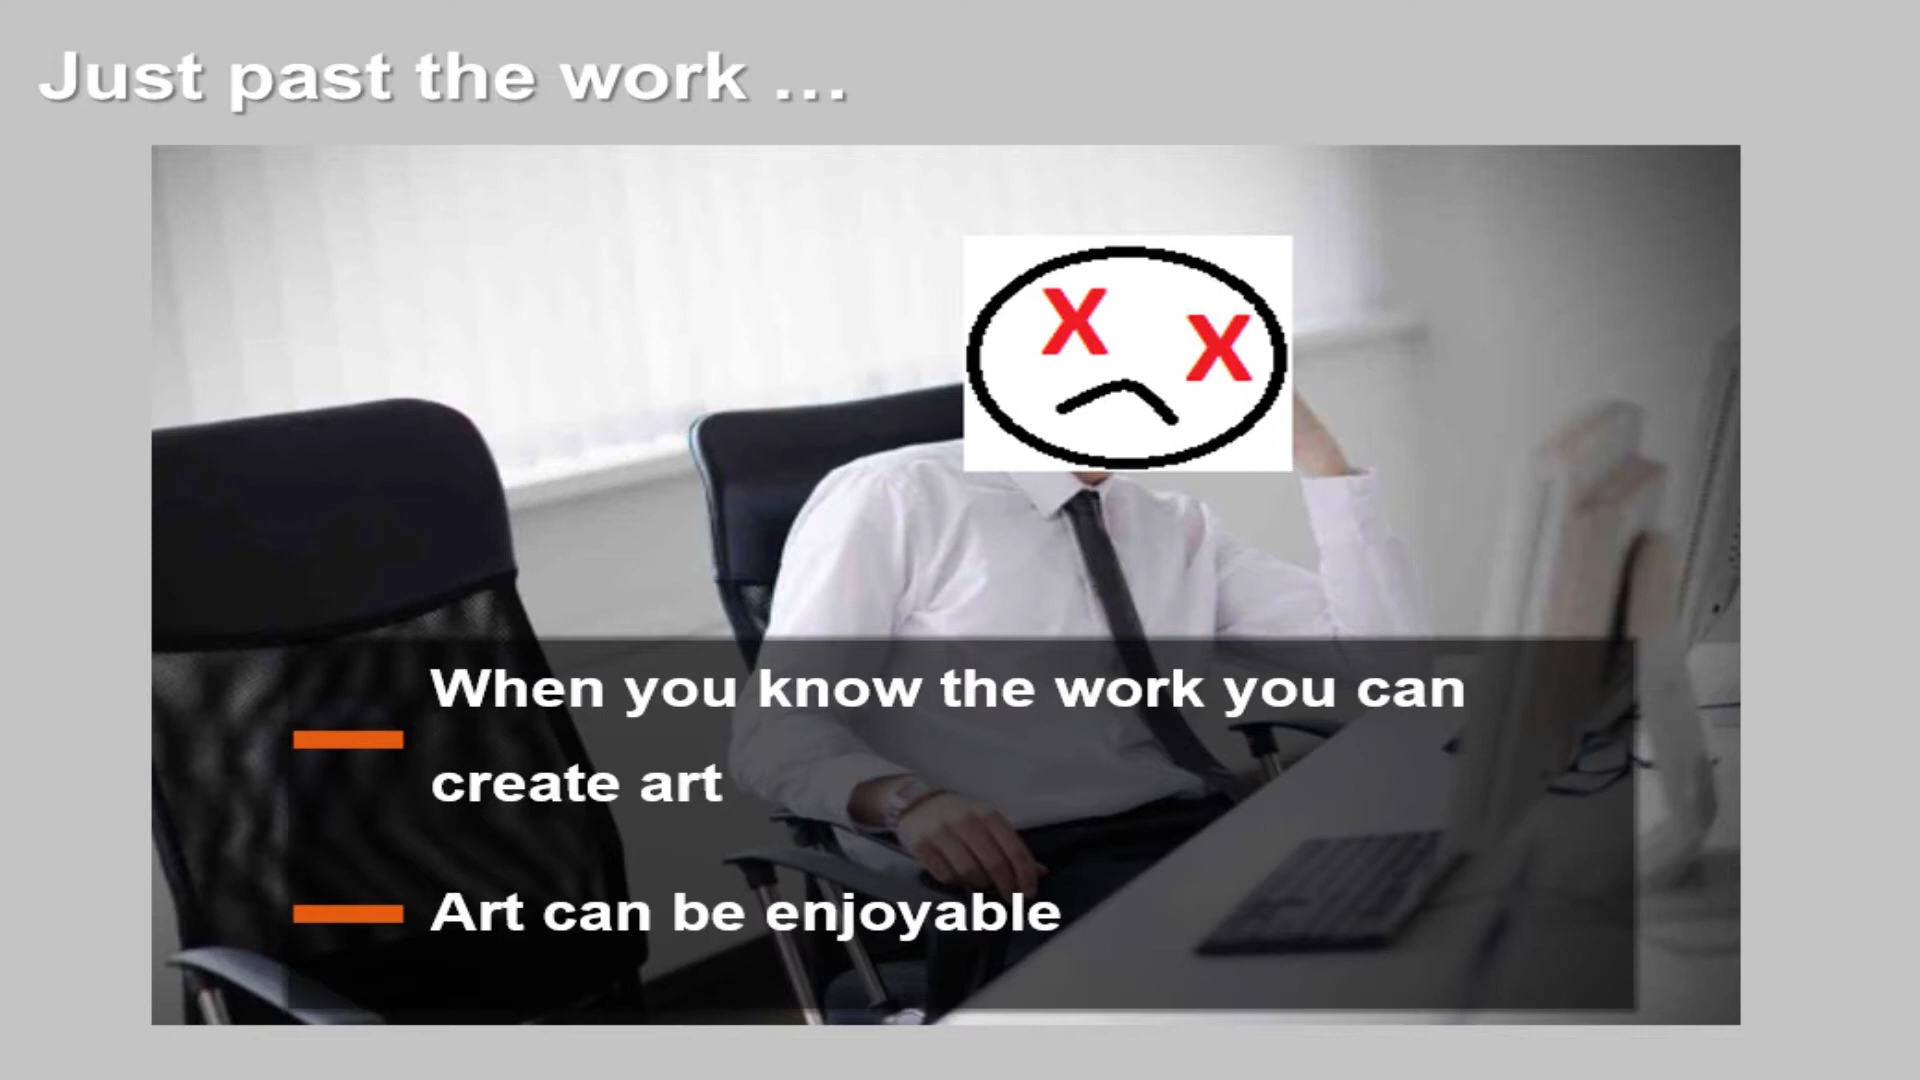 Just past the work ...
X
X
When you know the work you can
create art
Art can be enjoyable